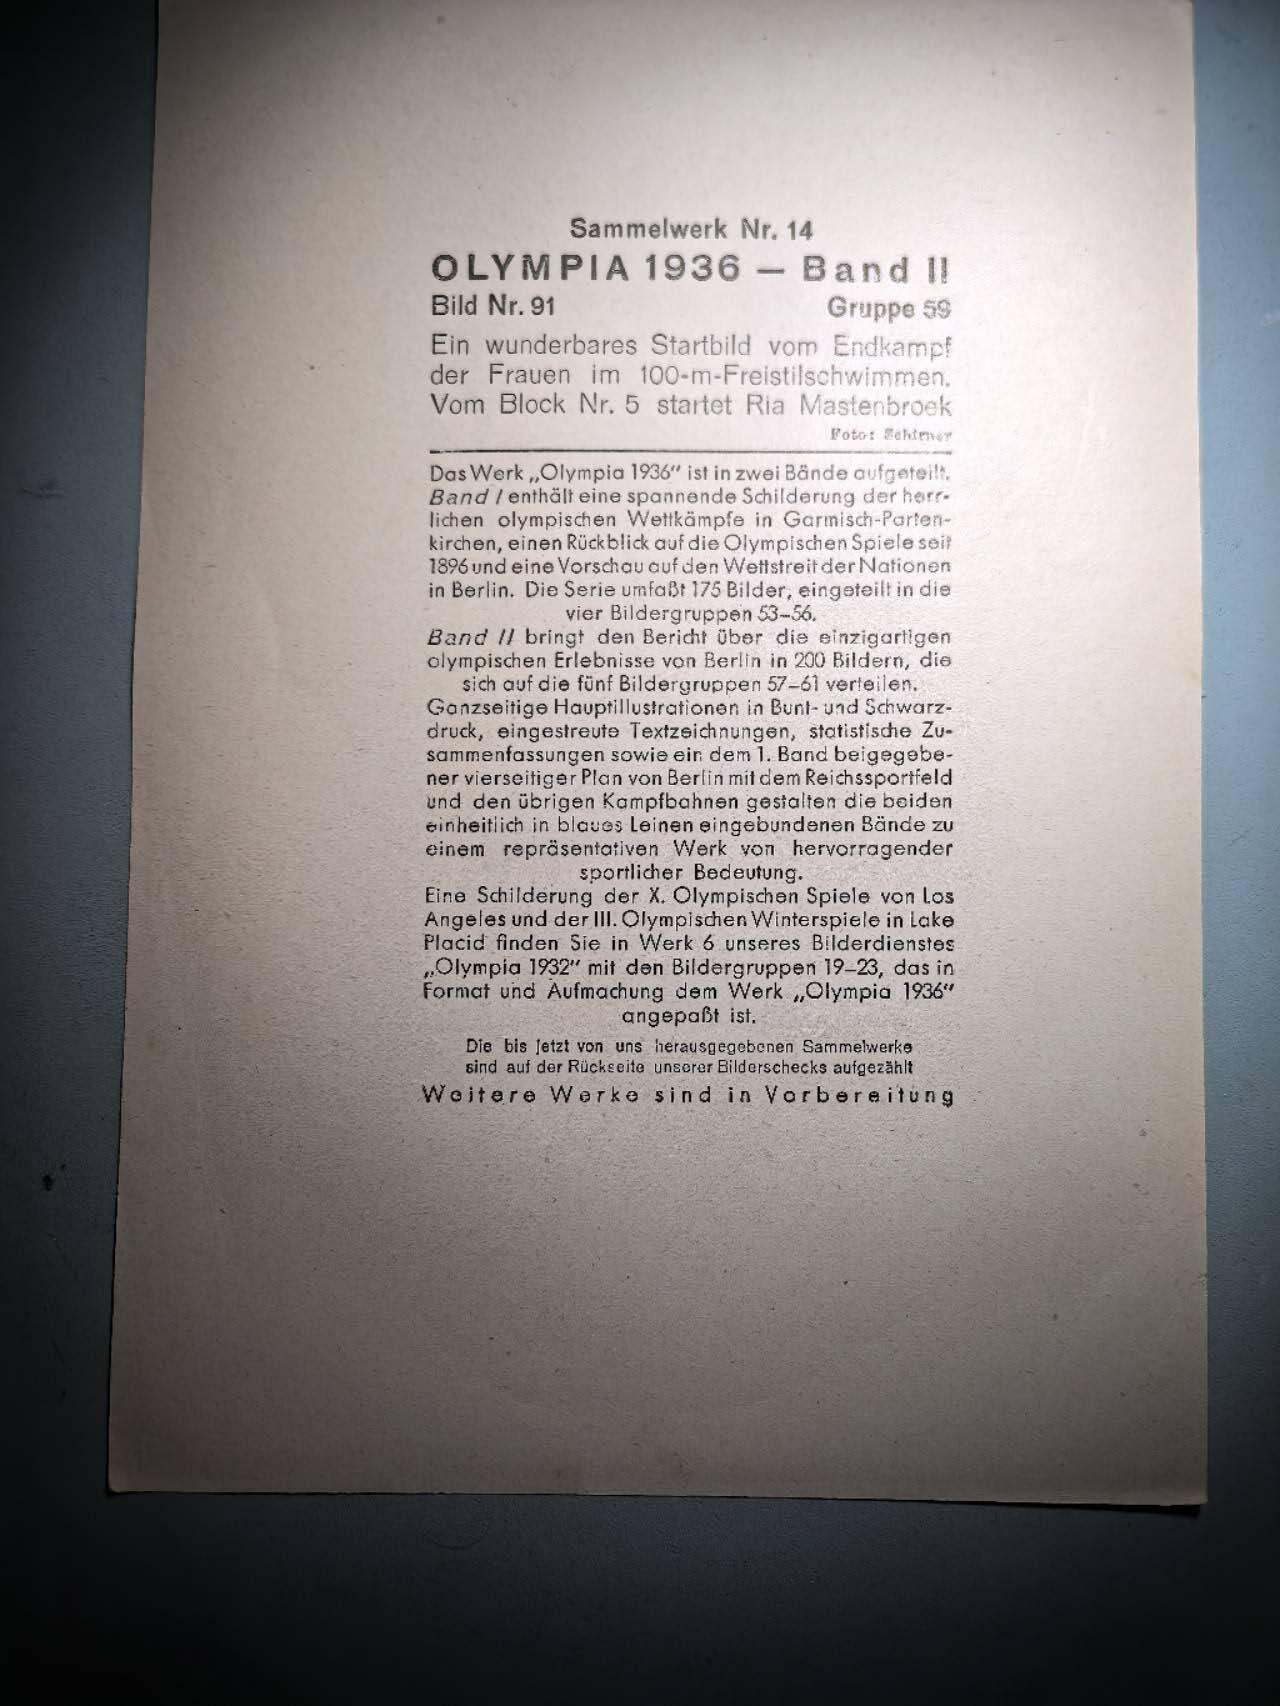 Sammelwerk Nr. 14
OLYMPIA 1936 — Band II
Bild Nr. 91 Gruppe 59
Ein wunderbares Startbild vom Endkampf
der Frauen im 100-m-Freistilschwimmen.
Vom Block Nr. 5 startet Ria Mastenbroek
Foto: Schirner
Das Werk „Olympia 1936“ ist in zwei Bände aufgeteilt.
Band I enthält eine spannende Schilderung der herr-
lichen olympischen Wettkämpfe in Garmisch-Parten-
kirchen, einen Rückblick auf die Olympischen Spiele seit
1896 und eine Vorschau auf den Wettstreit der Nationen
in Berlin. Die Serie umfaßt 175 Bilder, eingeteilt in die
vier Bildergruppen 53–56.
Band II bringt den Bericht über die einzigartigen
olympischen Erlebnisse von Berlin in 200 Bildern, die
sich auf die fünf Bildergruppen 57–61 verteilen.
Ganzseitige Hauptillustrationen in Bunt- und Schwarz-
druck, eingestreute Textzeichnungen, statistische Zu-
sammenfassungen sowie ein dem 1. Band beigegebe-
ner vierseitiger Plan von Berlin mit dem Reichssportfeld
und den übrigen Kampfbahnen gestalten die beiden
einheitlich in blaues Leinen eingebundenen Bände zu
einem repräsentativen Werk von hervorragender
sportlicher Bedeutung.
Eine Schilderung der X. Olympischen Spiele von Los
Angeles und der III. Olympischen Winterspiele in Lake
Placid finden Sie in Werk 6 unseres Bilderdienstes
„Olympia 1932“ mit den Bildergruppen 19–23, das in
Format und Aufmachung dem Werk „Olympia 1936“
angepaßt ist.
Die bis jetzt von uns herausgegebenen Sammelwerke
sind auf der Rückseite unserer Bilderschecks aufgezählt
Weitere Werke sind in Vorbereitung